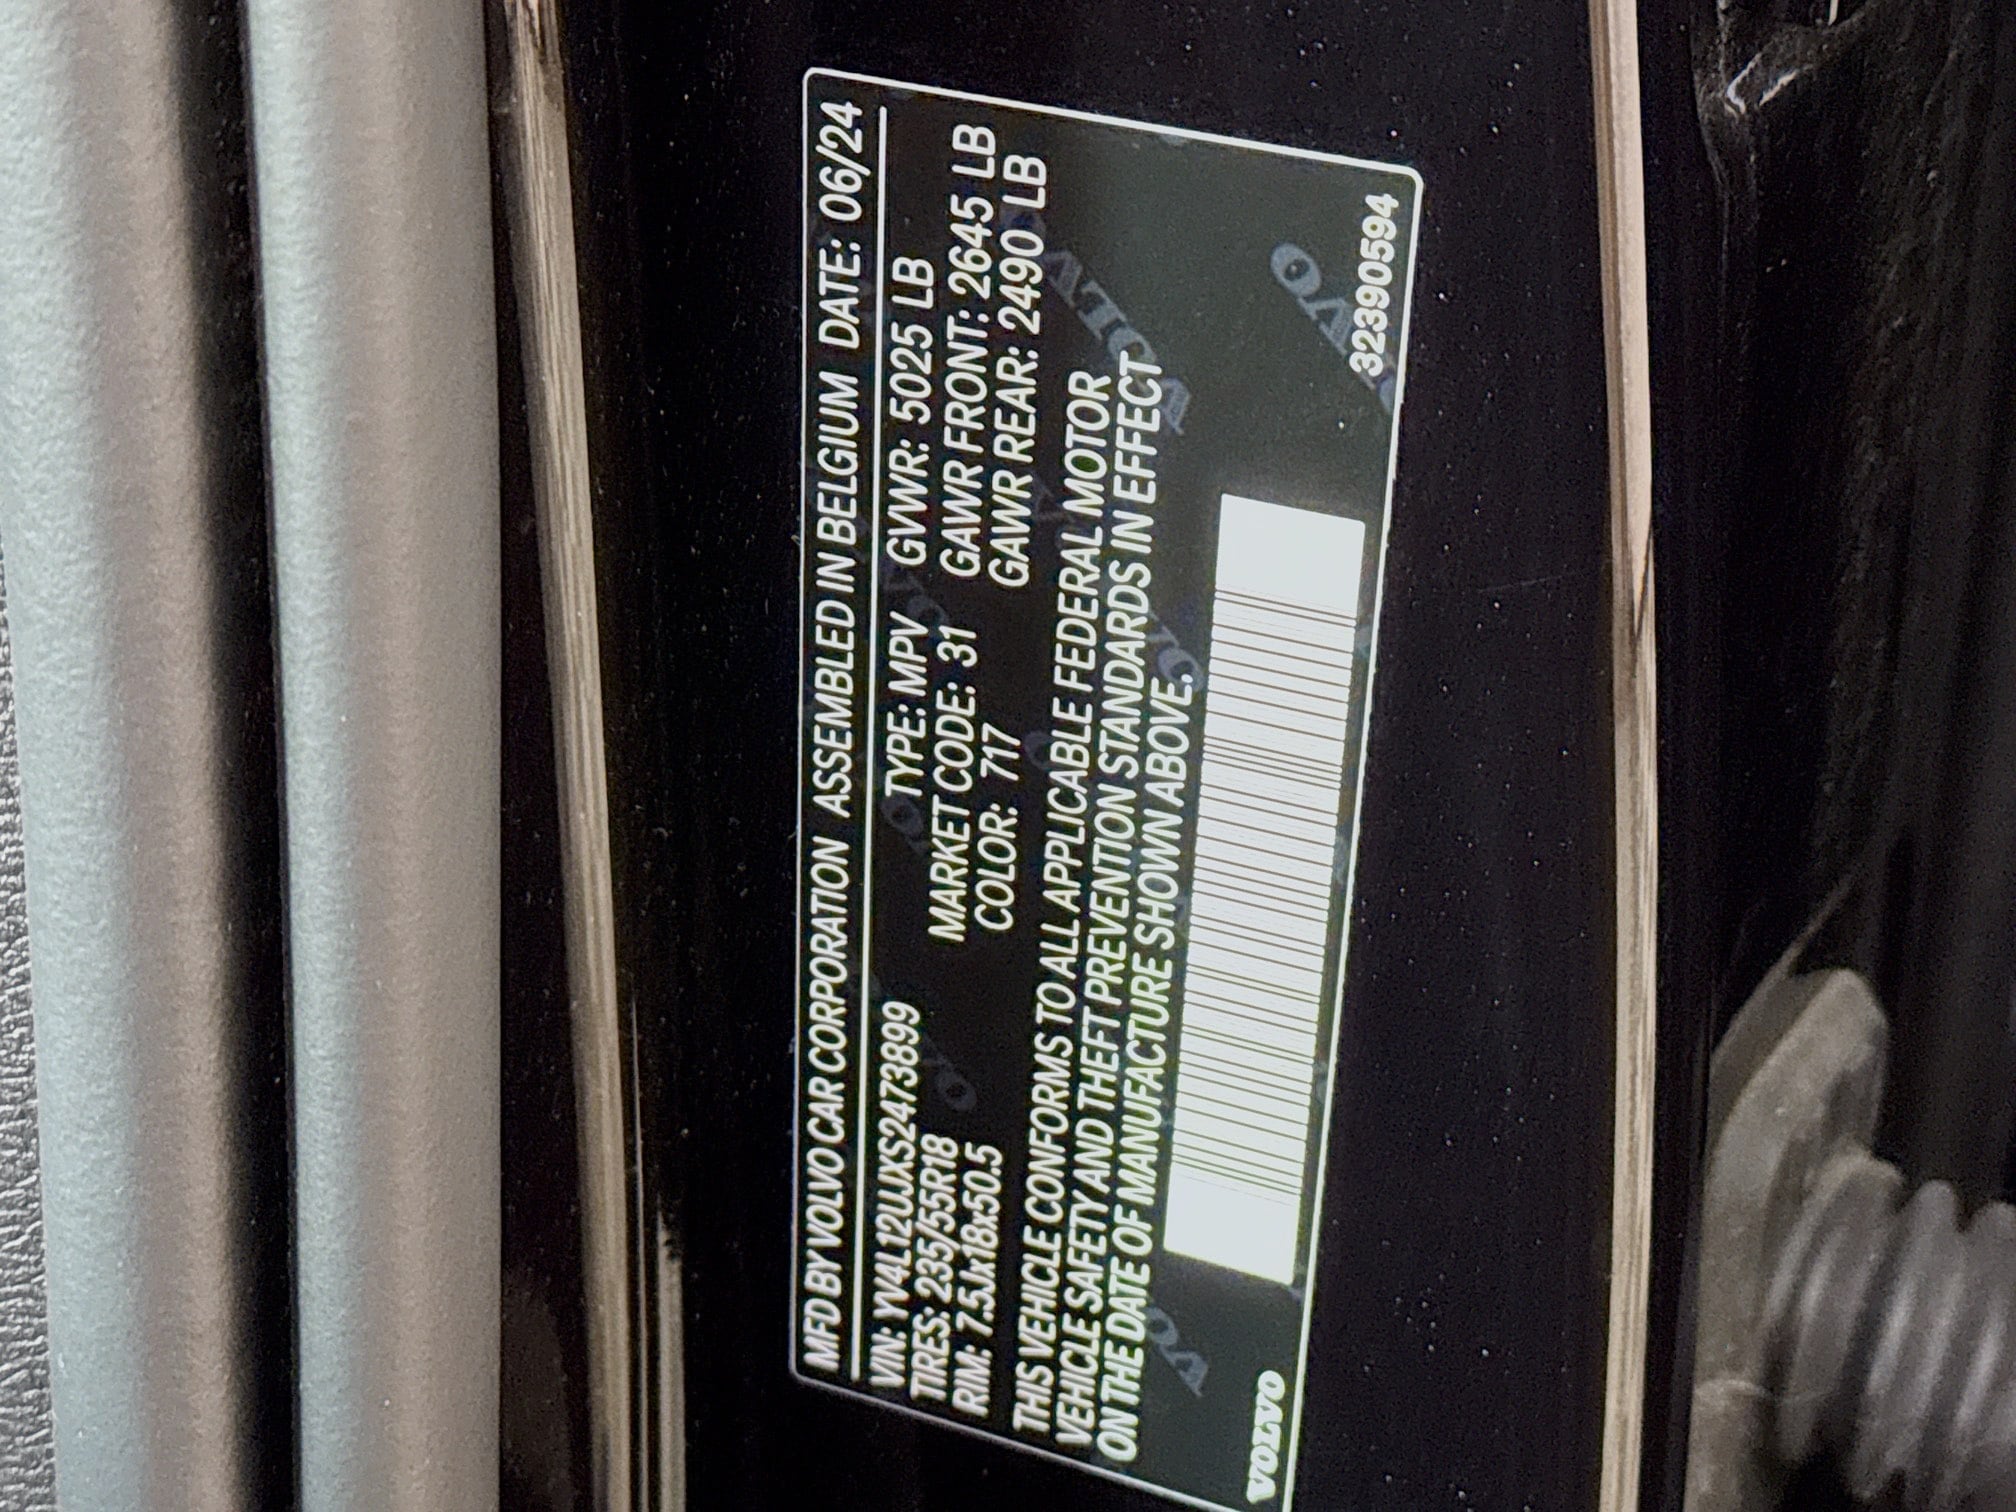 MFD BY VOLVO CAR CORPORATION ASSEMBLED IN BELGIUM DATE: 06/24
VIN: YV4L12UJXS2473899 TYPE: MPV GVWR: 5025 LB
TIRES: 235/55R18 MARKET CODE: 31 GAWR FRONT: 2645 LB
RIM: 7.5Jx18x50.5 COLOR: 717 GAWR REAR: 2490 LB
THIS VEHICLE CONFORMS TO ALL APPLICABLE FEDERAL MOTOR
VEHICLE SAFETY AND THEFT PREVENTION STANDARDS IN EFFECT
ON THE DATE OF MANUFACTURE SHOWN ABOVE.
VOLVO 32390594